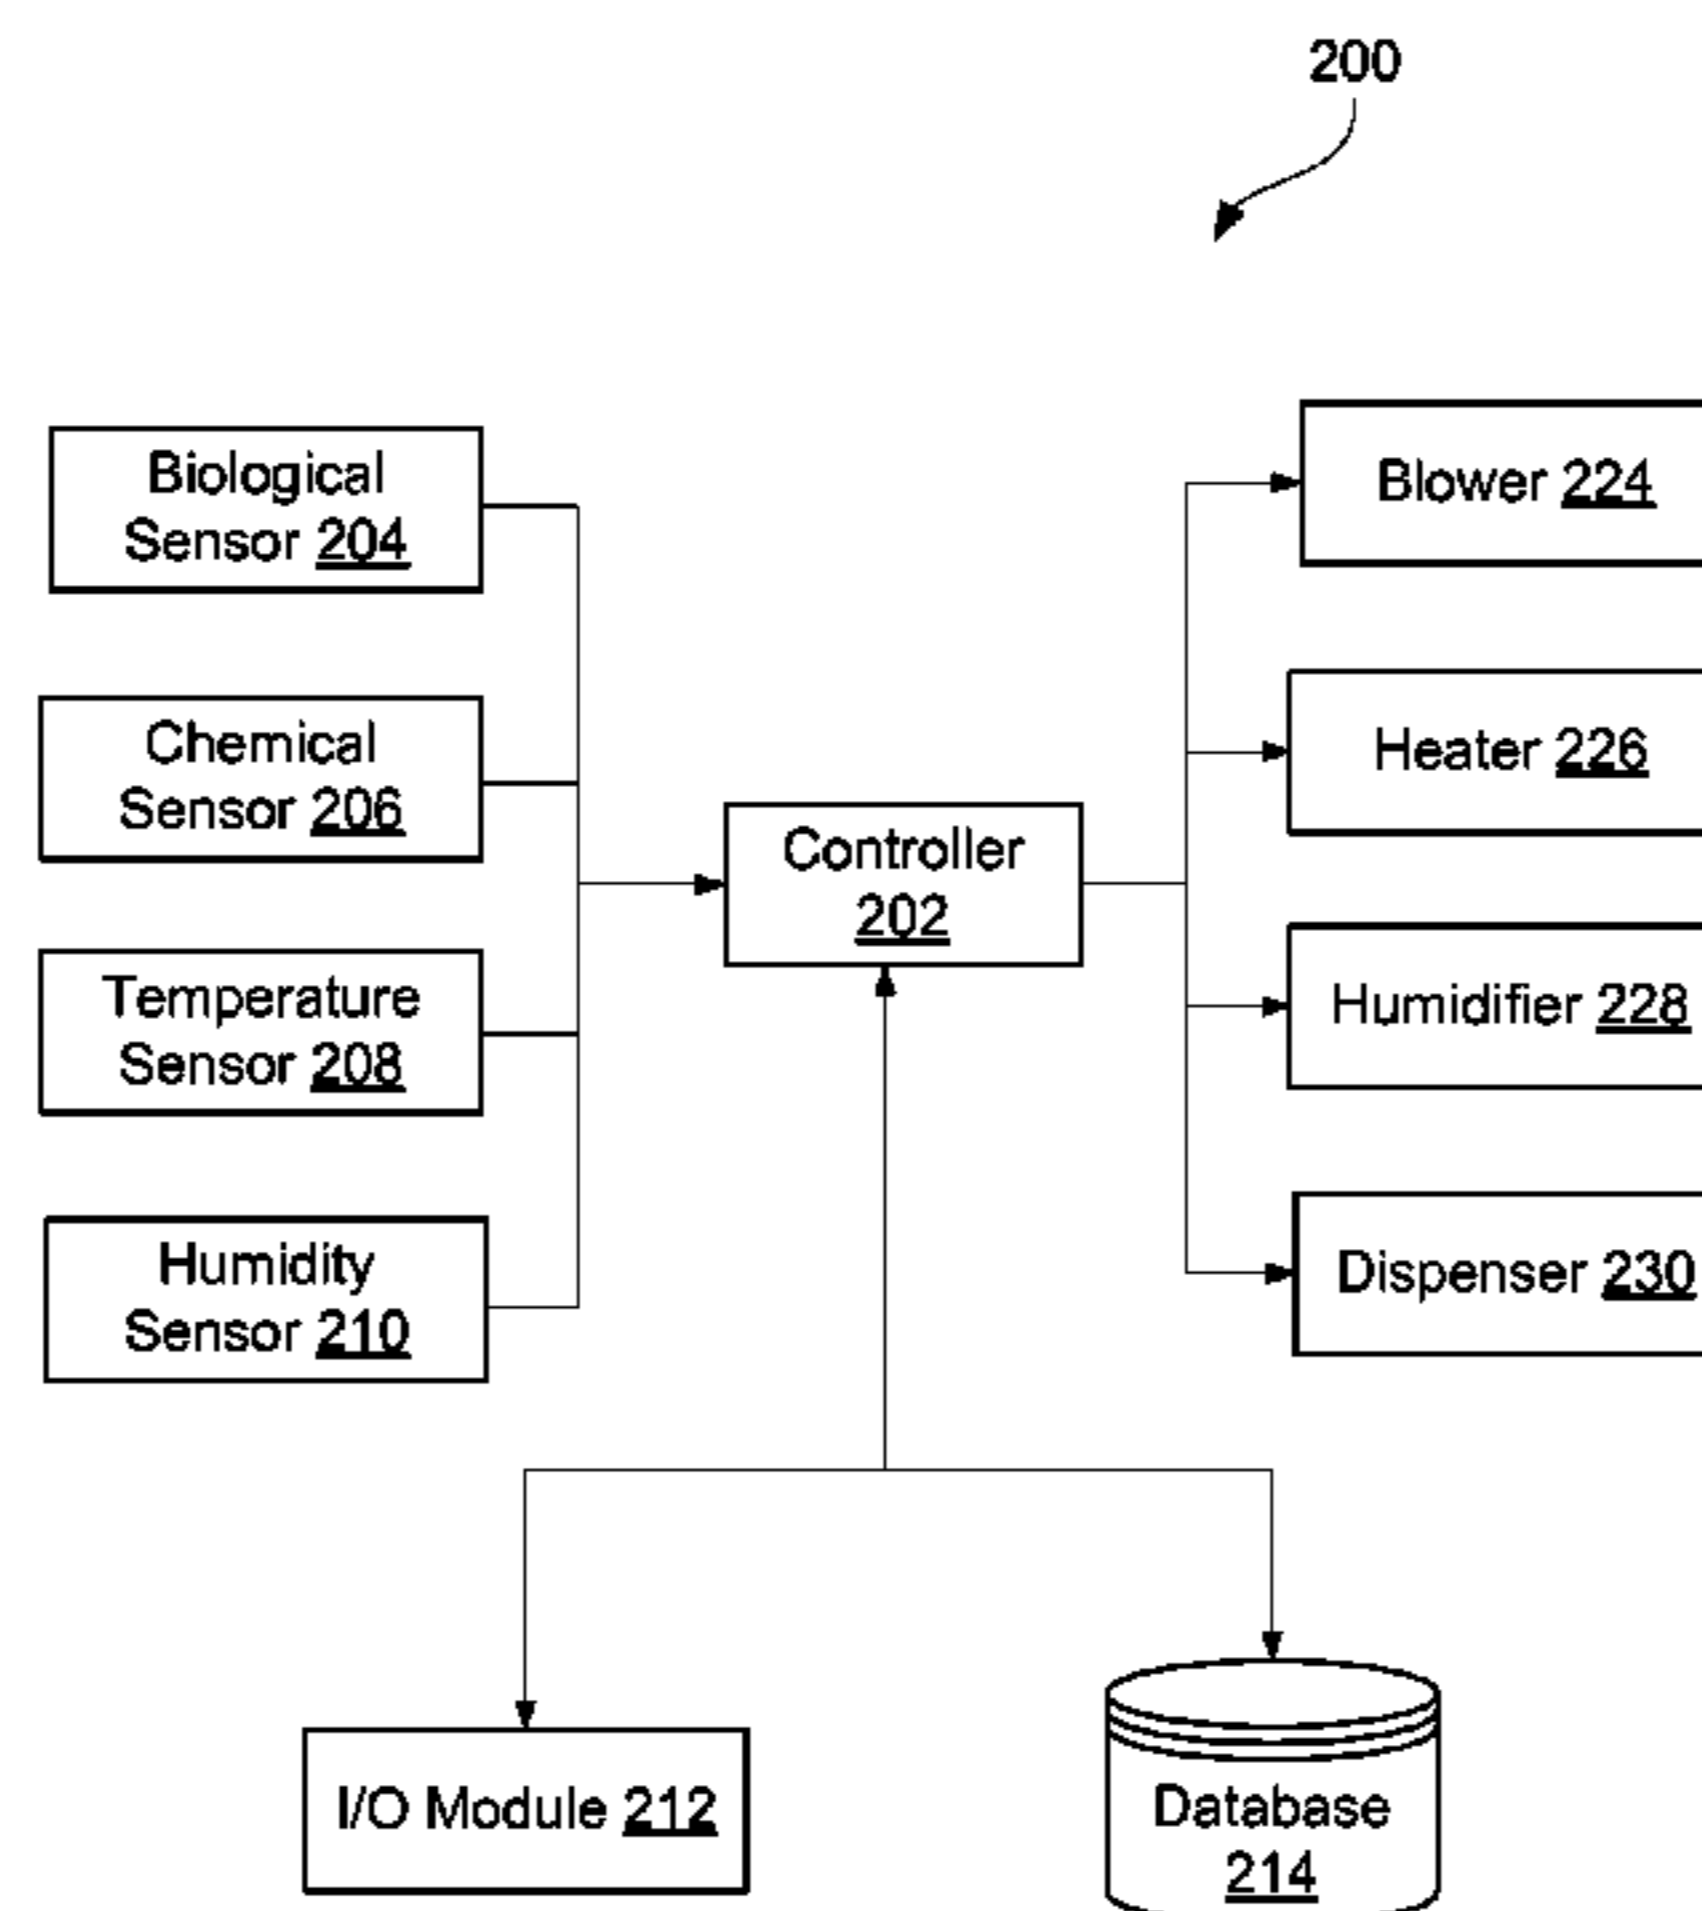 200
Biological
Sensor 204
Chemical
Sensor 206
Temperature
Sensor 208
Humidity
Sensor 210
Controller
202
Blower 224
Heater 226
Humidifier 228
Dispenser 230
I/O Module 212
Database
214